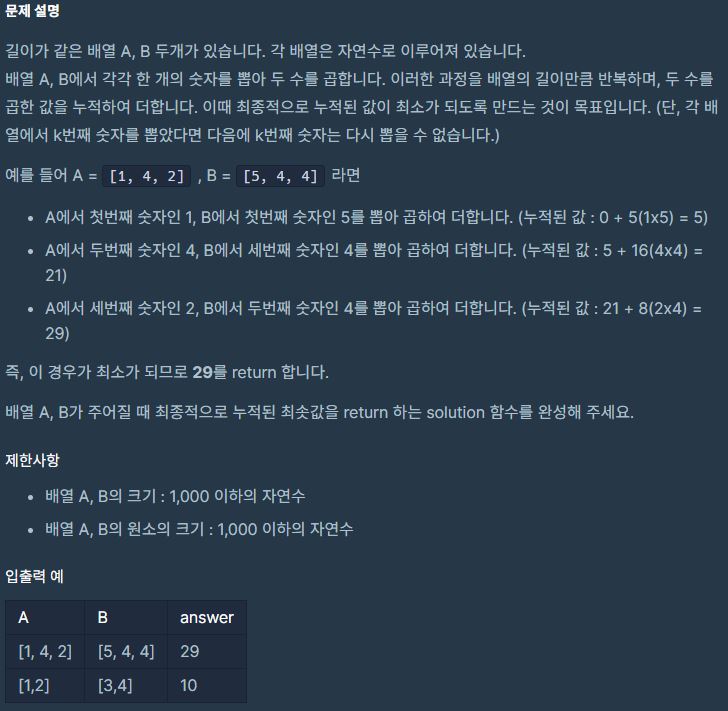 문제 설명
길이가 같은 배열 A, B 두개가 있습니다. 각 배열은 자연수로 이루어져 있습니다.
배열 A, B에서 각각 한 개의 숫자를 뽑아 두 수를 곱합니다. 이러한 과정을 배열의 길이만큼 반복하며, 두 수를
곱한 값을 누적하여 더합니다. 이때 최종적으로 누적된 값이 최소가 되도록 만드는 것이 목표입니다. (단, 각 배
열에서 k번째 숫자를 뽑았다면 다음에 k번째 숫자는 다시 뽑을 수 없습니다.)
예를 들어 A = [1, 4, 2] , B = [5, 4, 4] 라면
• A에서 첫번째 숫자인 1, B에서 첫번째 숫자인 5를 뽑아 곱하여 더합니다. (누적된 값 : 0 + 5(1x5) = 5)
• A에서 두번째 숫자인 4, B에서 세번째 숫자인 4를 뽑아 곱하여 더합니다. (누적된 값 : 5 + 16(4x4) =
21)
• A에서 세번째 숫자인 2, B에서 두번째 숫자인 4를 뽑아 곱하여 더합니다. (누적된 값 : 21 + 8(2x4) =
29)
즉, 이 경우가 최소가 되므로 29를 return 합니다.
배열 A, B가 주어질 때 최종적으로 누적된 최솟값을 return 하는 solution 함수를 완성해 주세요.
제한사항
• 배열 A, B의 크기 : 1,000 이하의 자연수
• 배열 A, B의 원소의 크기 : 1,000 이하의 자연수
입출력 예
A B answer
[1, 4, 2] [5, 4, 4] 29
[1,2] [3,4] 10